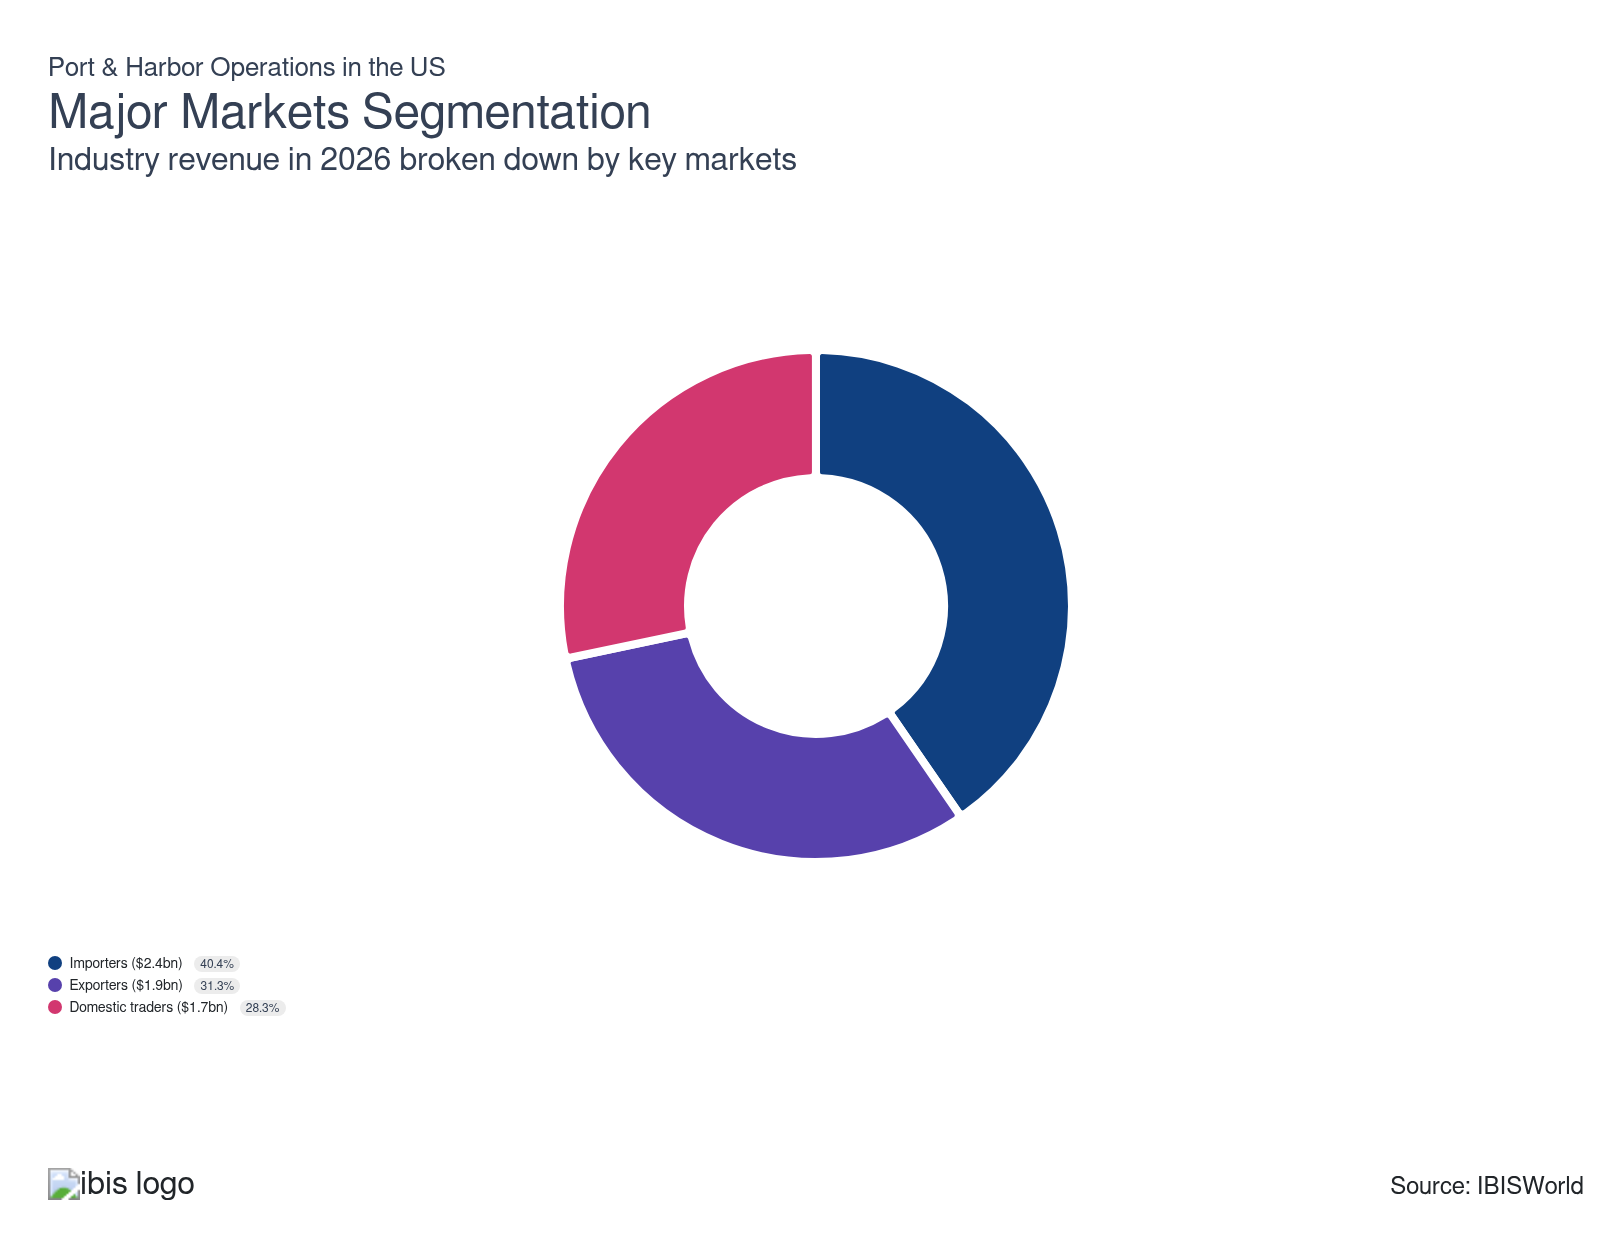 Port & Harbor Operations in the US
Major Markets Segmentation
Industry revenue in 2026 broken down by key markets
Importers ($2.4bn) 40.4%
Exporters ($1.9bn) 31.3%
Domestic traders ($1.7bn) 28.3%
ibis logo
Source: IBISWorld